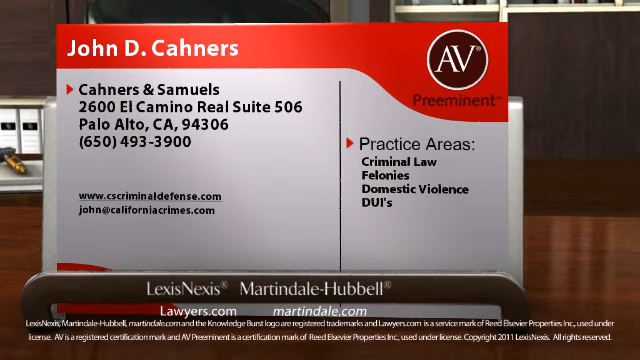 John D. Cahners
AV®
Preeminent™
Cahners & Samuels
2600 El Camino Real Suite 506
Palo Alto, CA, 94306
(650) 493-3900
www.cscriminaldefense.com
john@californiacrimes.com
Practice Areas:
Criminal Law
Felonies
Domestic Violence
DUI's
LexisNexis® Martindale-Hubbell®
Lawyers.com martindale.com
LexisNexis, Martindale-Hubbell, martindale.com and the Knowledge Burst logo are registered trademarks and Lawyers.com is a service mark of Reed Elsevier Properties Inc., used under
license. AV is a registered certification mark and AV Preeminent is a certification mark of Reed Elsevier Properties Inc., used under license. Copyright 2011 LexisNexis. All rights reserved.